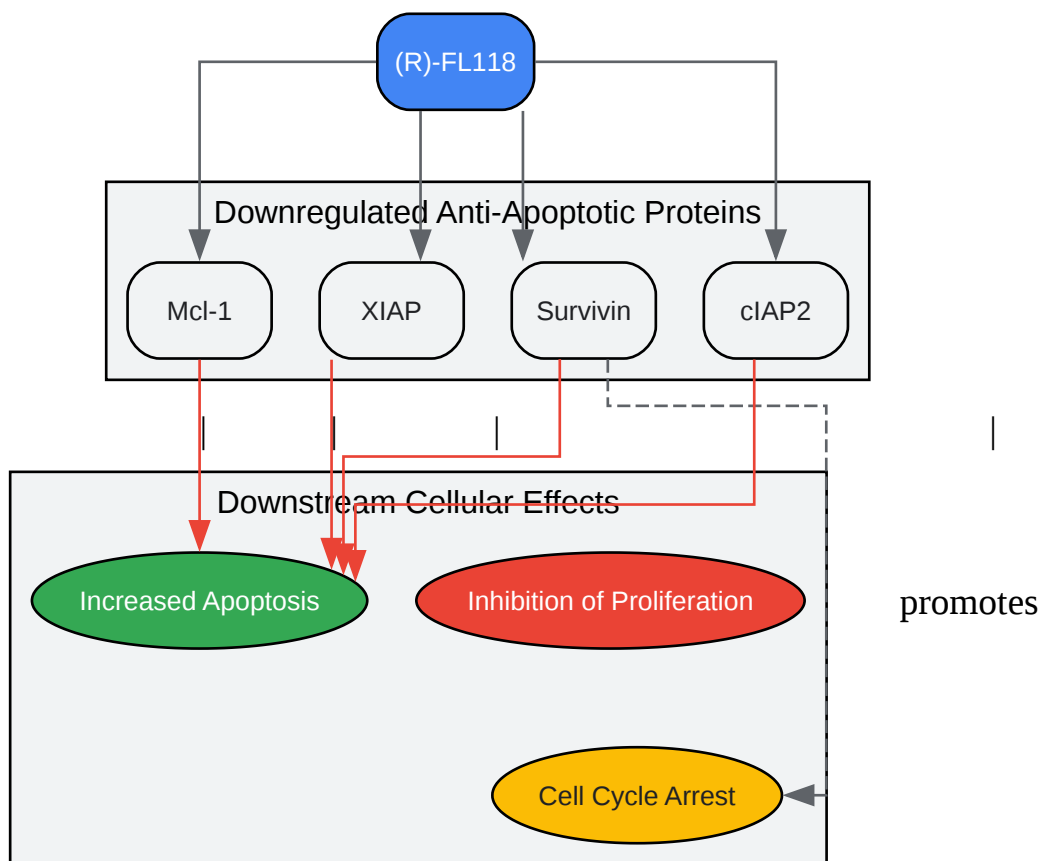 (R)-FL118
Downregulated Anti-Apoptotic Proteins
Mcl-1
XIAP
Survivin
cIAP2
|
|
|
|
Downstream Cellular Effects
Increased Apoptosis
Inhibition of Proliferation
promotes
Cell Cycle Arrest